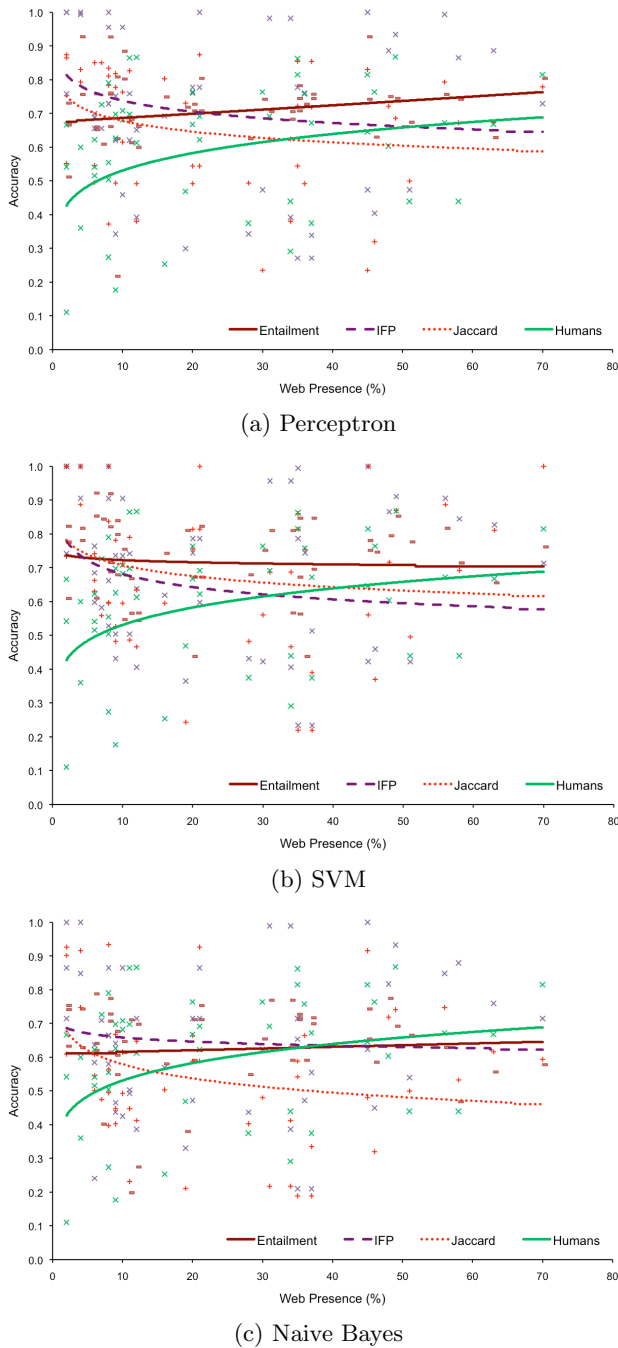 1.0
0.9
0.8
0.7
0.6
0.5
0.4
0.3
0.2
0.1
0.0
Accuracy
Entailment IFP Jaccard Humans
0 10 20 30 40 50 60 70 80
Web Presence (%)
(a) Perceptron
1.0
0.9
0.8
0.7
0.6
0.5
0.4
0.3
0.2
0.1
0.0
Accuracy
Entailment IFP Jaccard Humans
0 10 20 30 40 50 60 70 80
Web Presence (%)
(b) SVM
1.0
0.9
0.8
0.7
0.6
0.5
0.4
0.3
0.2
0.1
0.0
Accuracy
Entailment IFP Jaccard Humans
0 10 20 30 40 50 60 70 80
Web Presence (%)
(c) Naive Bayes